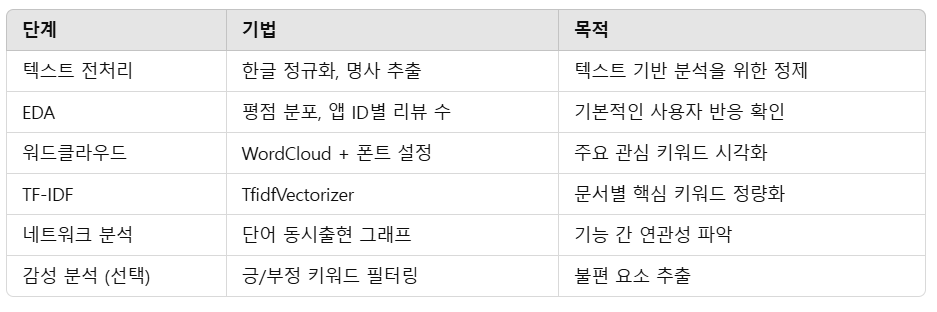 단계 기법 목적
텍스트 전처리 한글 정규화, 명사 추출 텍스트 기반 분석을 위한 정제
EDA 평점 분포, 앱 ID별 리뷰 수 기본적인 사용자 반응 확인
워드클라우드 WordCloud + 폰트 설정 주요 관심 키워드 시각화
TF-IDF TfidfVectorizer 문서별 핵심 키워드 정량화
네트워크 분석 단어 동시출현 그래프 기능 간 연관성 파악
감성 분석 (선택) 긍/부정 키워드 필터링 불편 요소 추출